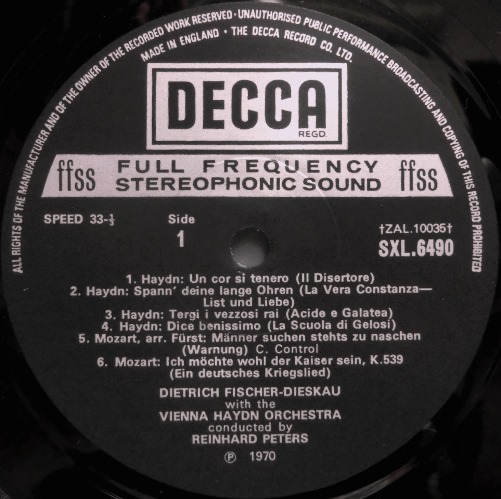 ALL RIGHTS OF THE MANUFACTURER AND OF THE OWNER OF THE RECORDED WORK RESERVED · UNAUTHORISED PUBLIC PERFORMANCE BROADCASTING AND COPYING OF THIS RECORD PROHIBITED
MADE IN ENGLAND · THE DECCA RECORD CO. LTD.
DECCA
REGD.
ffss FULL FREQUENCY ffss
STEREOPHONIC SOUND
SPEED 33-⅓ Side †ZAL.10035†
1 SXL.6490
1. Haydn: Un cor si tenero (Il Disertore)
2. Haydn: Spann' deine lange Ohren (La Vera Constanza—
List und Liebe)
3. Haydn: Tergi i vezzosi rai (Acide e Galatea)
4. Haydn: Dice benissimo (La Scuola di Gelosi)
5. Mozart, arr. Fürst: Männer suchen stehts zu naschen
(Warnung) C. Control
6. Mozart: Ich möchte wohl der Kaiser sein, K.539
(Ein deutsches Kriegslied)
DIETRICH FISCHER-DIESKAU
with the
VIENNA HAYDN ORCHESTRA
conducted by
REINHARD PETERS
Ⓟ 1970